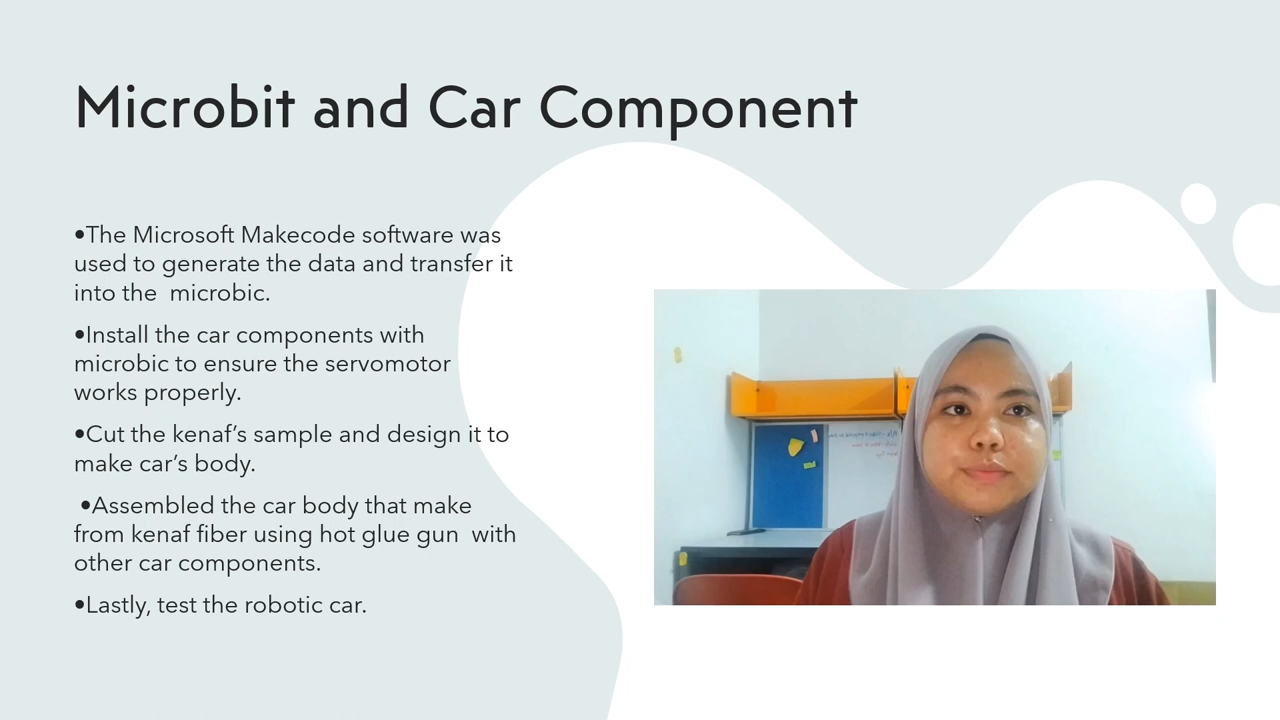 Microbit and Car Component
•The Microsoft Makecode software was
used to generate the data and transfer it
into the  microbic.
•Install the car components with
microbic to ensure the servomotor
works properly.
•Cut the kenaf’s sample and design it to
make car’s body.
•Assembled the car body that make
from kenaf fiber using hot glue gun  with
other car components.
•Lastly, test the robotic car.